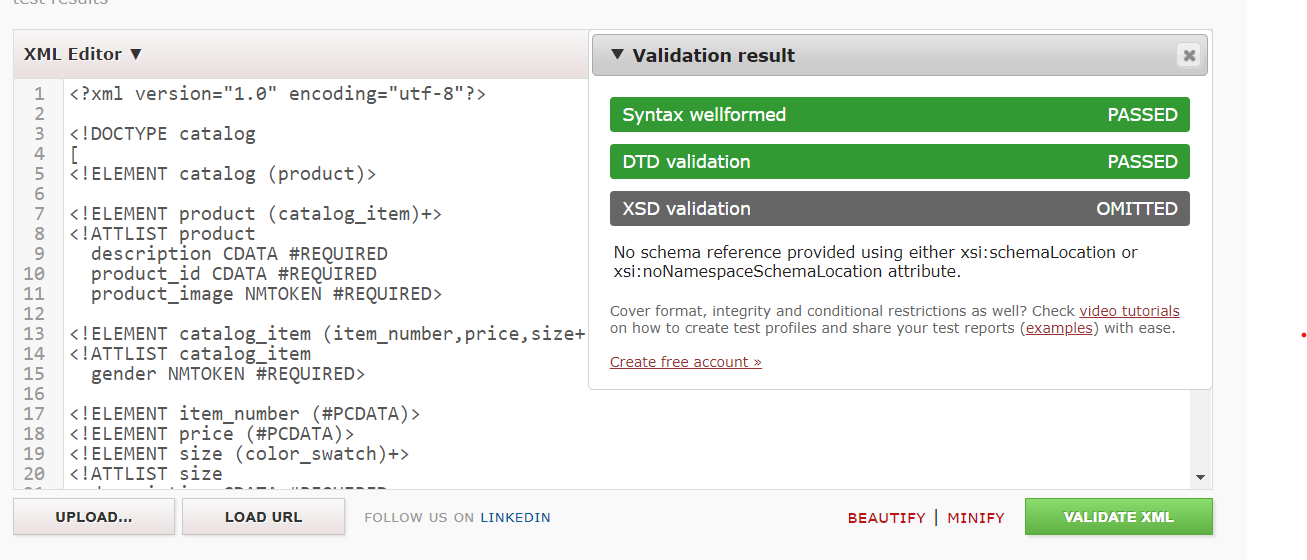 test results
XML Editor ▼
▼ Validation result
1 <?xml version="1.0" encoding="utf-8"?>
2
3 <!DOCTYPE catalog
4 [
5 <!ELEMENT catalog (product)>
6
7 <!ELEMENT product (catalog_item)+>
8 <!ATTLIST product
9 description CDATA #REQUIRED
10 product_id CDATA #REQUIRED
11 product_image NMTOKEN #REQUIRED>
12
13 <!ELEMENT catalog_item (item_number,price,size+
14 <!ATTLIST catalog_item
15 gender NMTOKEN #REQUIRED>
16
17 <!ELEMENT item_number (#PCDATA)>
18 <!ELEMENT price (#PCDATA)>
19 <!ELEMENT size (color_swatch)+>
20 <!ATTLIST size
Syntax wellformed PASSED
DTD validation PASSED
XSD validation OMITTED
No schema reference provided using either xsi:schemaLocation or
xsi:noNamespaceSchemaLocation attribute.
Cover format, integrity and conditional restrictions as well? Check video tutorials
on how to create test profiles and share your test reports (examples) with ease.
Create free account »
UPLOAD... LOAD URL FOLLOW US ON LINKEDIN BEAUTIFY | MINIFY VALIDATE XML